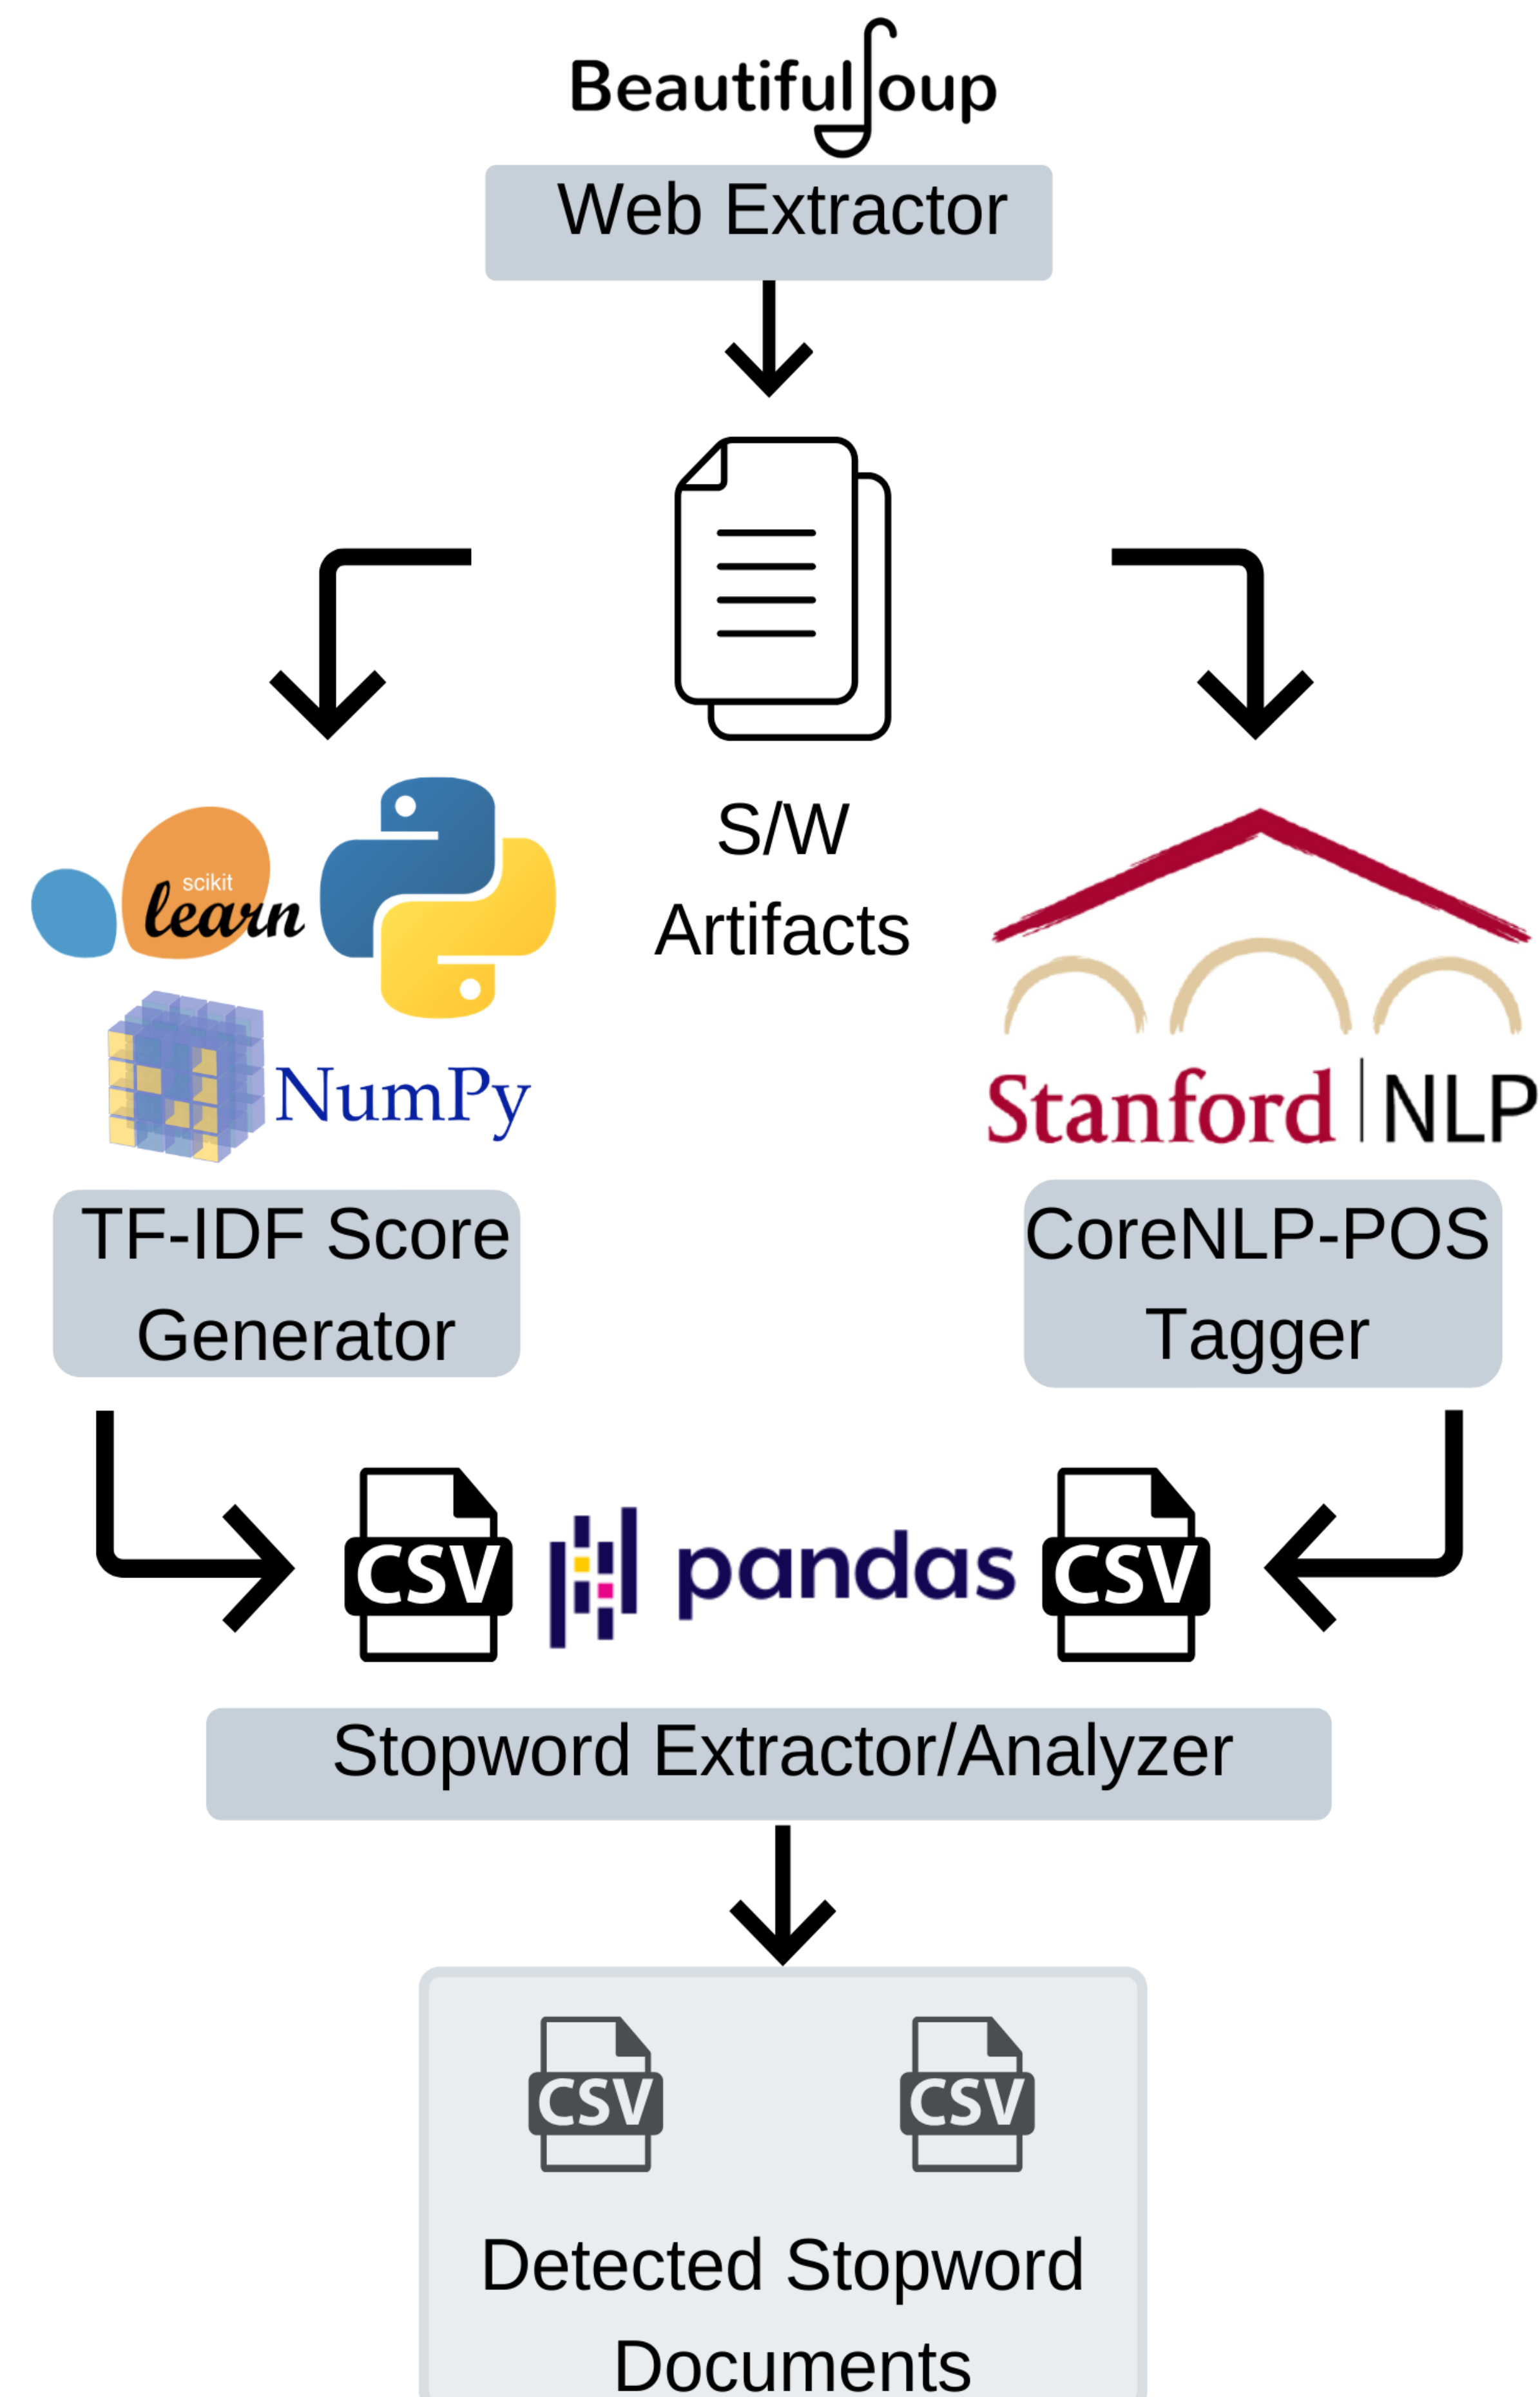 BeautifulSoup
Web Extractor
S/W
Artifacts
scikit
learn
NumPy
Stanford NLP
TF-IDF Score
Generator
CoreNLP-POS
Tagger
CSV
pandas
CSV
Stopword Extractor/Analyzer
CSV
CSV
Detected Stopword
Documents